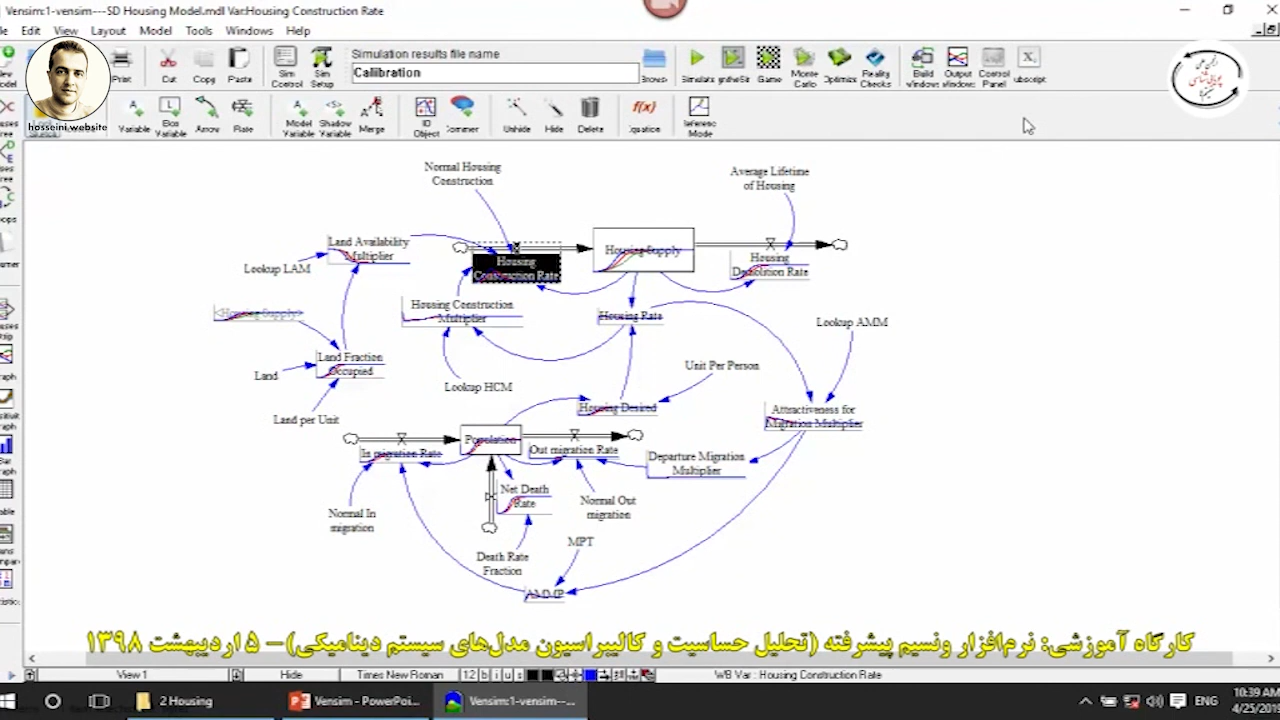 Vensim:1-vensim---SD Housing Model.mdl Var:Housing Construction Rate
Edit View Layout Model Tools Windows Help
Simulation results file name
Calibration
Print Cut Copy Paste Sim Control Sim Setup Simulate Game Monte Carlo Optimize Reality Checks Build windows Output windows Control Panel
Variable Box Variable Arrow Rate Model Variable Shadow Variable Merge IO Object Unhide Hide Delete Reference Mode
hosseini website
Normal Housing
Construction
Average Lifetime
of Housing
Land Availability
Multiplier
Housing Supply
Lookup LAM
Housing
Construction Rate
Housing
Demolition Rate
Housing Construction
Multiplier
<Housing Supply>
Housing Rate
Lookup AMM
Land Fraction
Occupied
Unit Per Person
Land
Lookup HCM
Land per Unit
Housing Desired
Attractiveness for
Migration Multiplier
Population
In migration Rate
Out migration Rate
Departure Migration
Multiplier
Net Death
Rate
Normal In
migration
Normal Out
migration
MPT
Death Rate
Fraction
AMMP
کارگاه آموزشی: نرم‌افزار ونسیم پیشرفته (تحلیل حساسیت و کالیبراسیون مدل‌های سیستم دینامیکی)– ۵ اردیبهشت ۱۳۹۸
View 1 Hide Times New Roman 12 b i u s WB Var : Housing Construction Rate
2 Housing Vensim - PowerPoi... Vensim:1-vensim--... ENG 10:39 AM